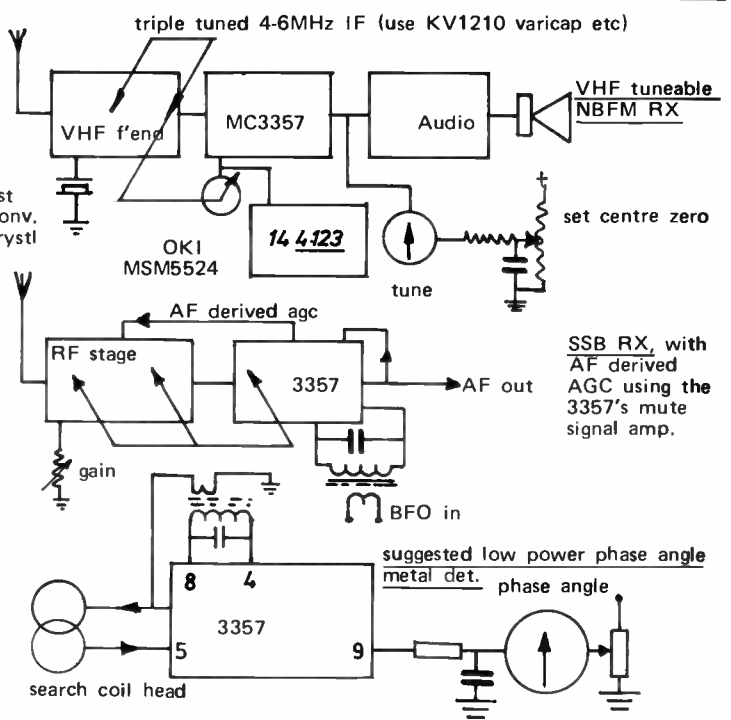 triple tuned 4-6MHz IF (use KV1210 varicap etc)
VHF f'end
MC3357
Audio
VHF tuneable
NBFM RX
st
onv.
rystl
OKI
MSM5524
14 4.123
tune
+
set centre zero
AF derived agc
RF stage
3357
AF out
gain
BFO in
SSB RX, with
AF derived
AGC using the
3357's mute
signal amp.
suggested low power phase angle
metal det.
phase angle
8
4
3357
5
9
search coil head